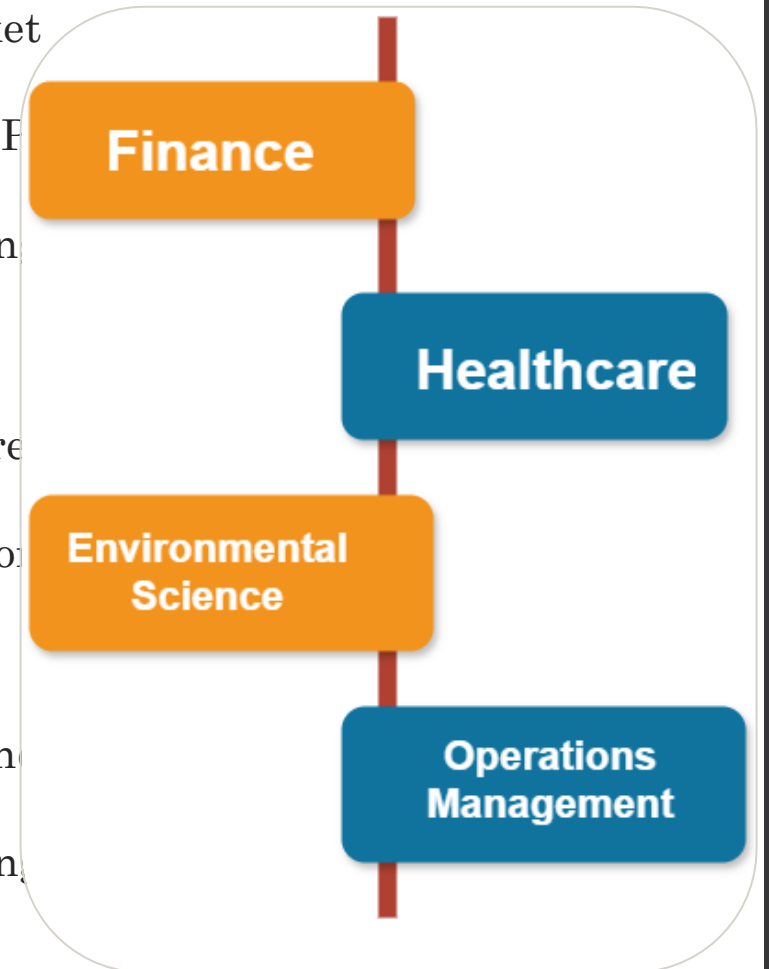 Finance
Healthcare
Environmental
Science
Operations
Management